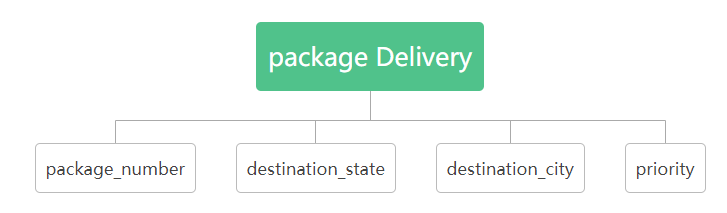 package Delivery
package_number
destination_state
destination_city
priority